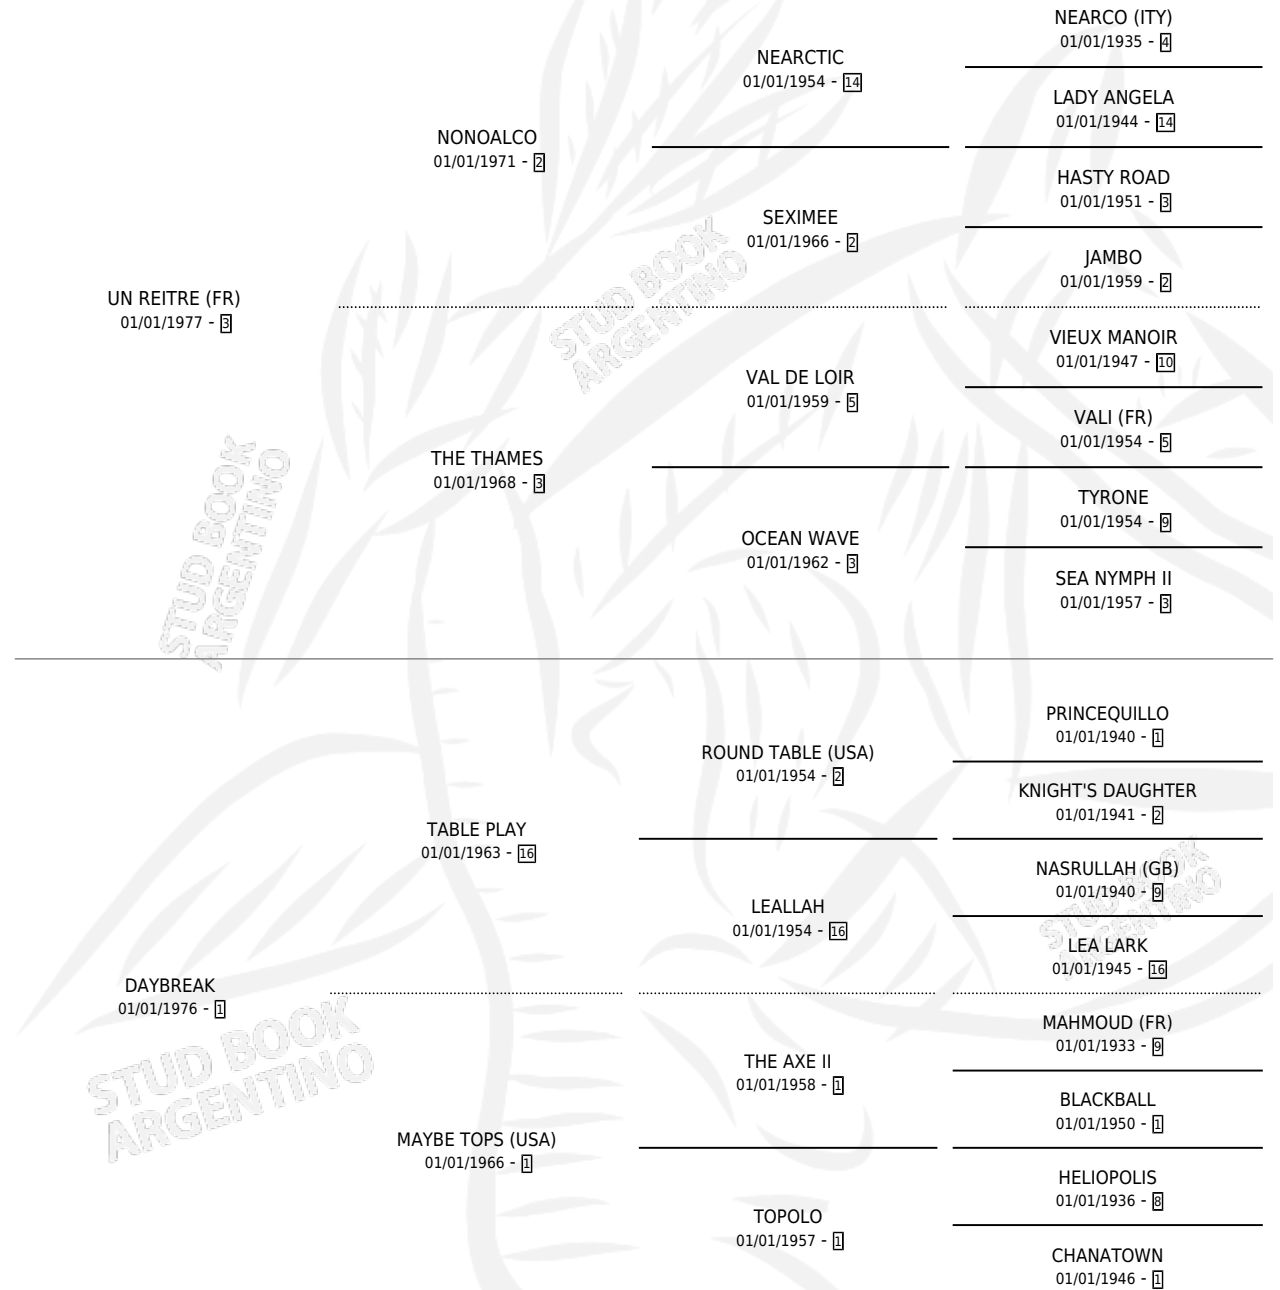 NEARCO (ITY)
01/01/1935 - 4
NEARCTIC
01/01/1954 - 14
LADY ANGELA
01/01/1944 - 14
NONOALCO
01/01/1971 - 2
HASTY ROAD
01/01/1951 - 3
SEXIMEE
01/01/1966 - 2
JAMBO
01/01/1959 - 2
UN REITRE (FR)
01/01/1977 - 3
VIEUX MANOIR
01/01/1947 - 10
VAL DE LOIR
01/01/1959 - 5
VALI (FR)
01/01/1954 - 5
THE THAMES
01/01/1968 - 3
TYRONE
01/01/1954 - 9
OCEAN WAVE
01/01/1962 - 3
SEA NYMPH II
01/01/1957 - 3
PRINCEQUILLO
01/01/1940 - 1
ROUND TABLE (USA)
01/01/1954 - 2
KNIGHT'S DAUGHTER
01/01/1941 - 2
TABLE PLAY
01/01/1963 - 16
NASRULLAH (GB)
01/01/1940 - 9
LEALLAH
01/01/1954 - 16
LEA LARK
01/01/1945 - 16
DAYBREAK
01/01/1976 - 1
MAHMOUD (FR)
01/01/1933 - 9
THE AXE II
01/01/1958 - 1
BLACKBALL
01/01/1950 - 1
MAYBE TOPS (USA)
01/01/1966 - 1
HELIOPOLIS
01/01/1936 - 8
TOPOLO
01/01/1957 - 1
CHANATOWN
01/01/1946 - 1
STUD BOOK
ARGENTINO
STUD BOOK
ARGENTINO
STUD BOOK
ARGENTINO
STUD BOOK
ARGENTINO